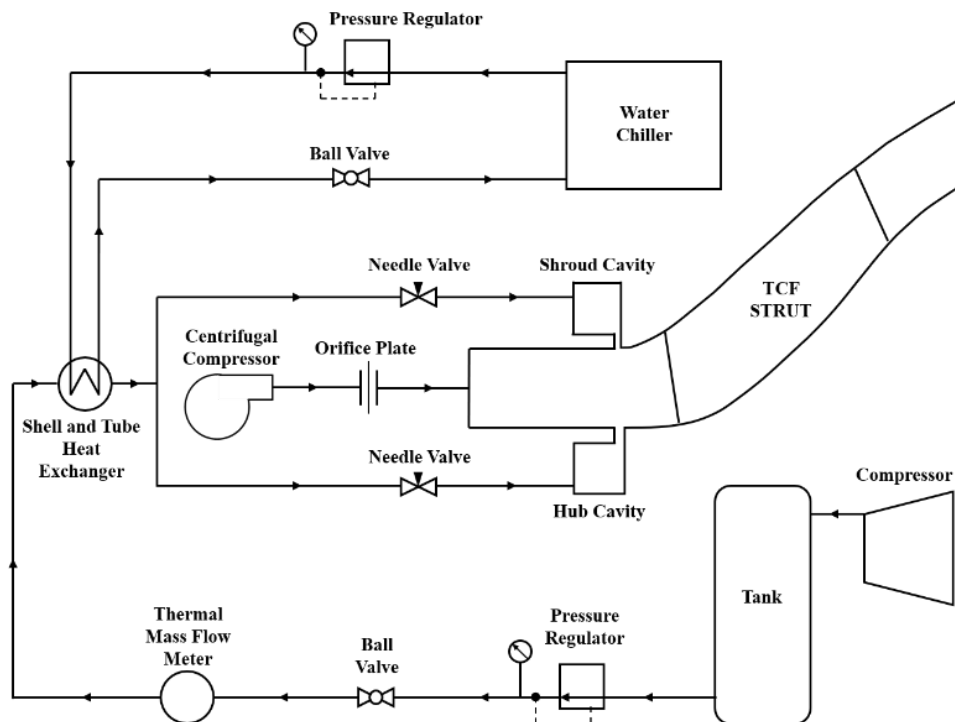 Pressure Regulator
Water
Chiller
Ball Valve
Needle Valve
Shroud Cavity
TCF
STRUT
Centrifugal
Compressor
Orifice Plate
Shell and Tube
Heat
Exchanger
Needle Valve
Hub Cavity
Compressor
Tank
Thermal
Mass Flow
Meter
Ball
Valve
Pressure
Regulator